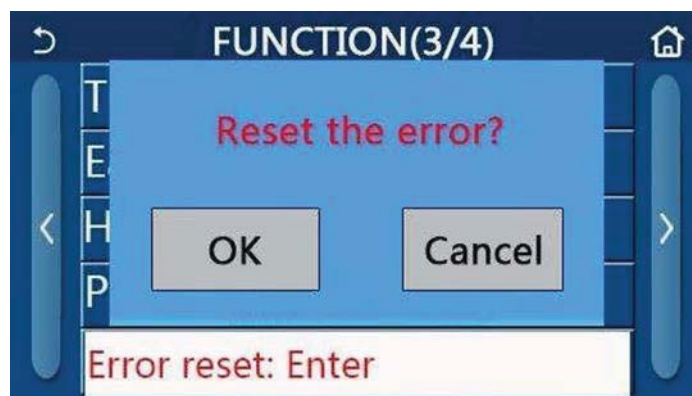 FUNCTION(3/4)
T
E
H
P
Reset the error?
OK
Cancel
Error reset: Enter